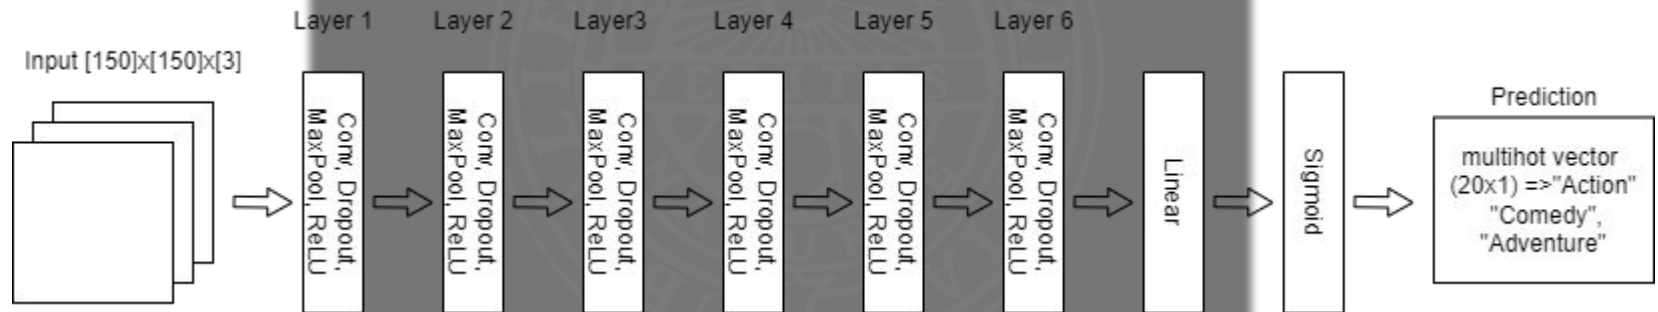 Layer 1
Layer 2
Layer3
Layer 4
Layer 5
Layer 6
Input [150]x[150]x[3]
Conv, Dropout,
MaxPool, ReLU
Conv, Dropout,
MaxPool, ReLU
Conv, Dropout,
MaxPool, ReLU
Conv, Dropout,
MaxPool, ReLU
Conv, Dropout,
MaxPool, ReLU
Conv, Dropout,
MaxPool, ReLU
Linear
Sigmoid
Prediction
multihot vector
(20x1) =>"Action"
"Comedy",
"Adventure"